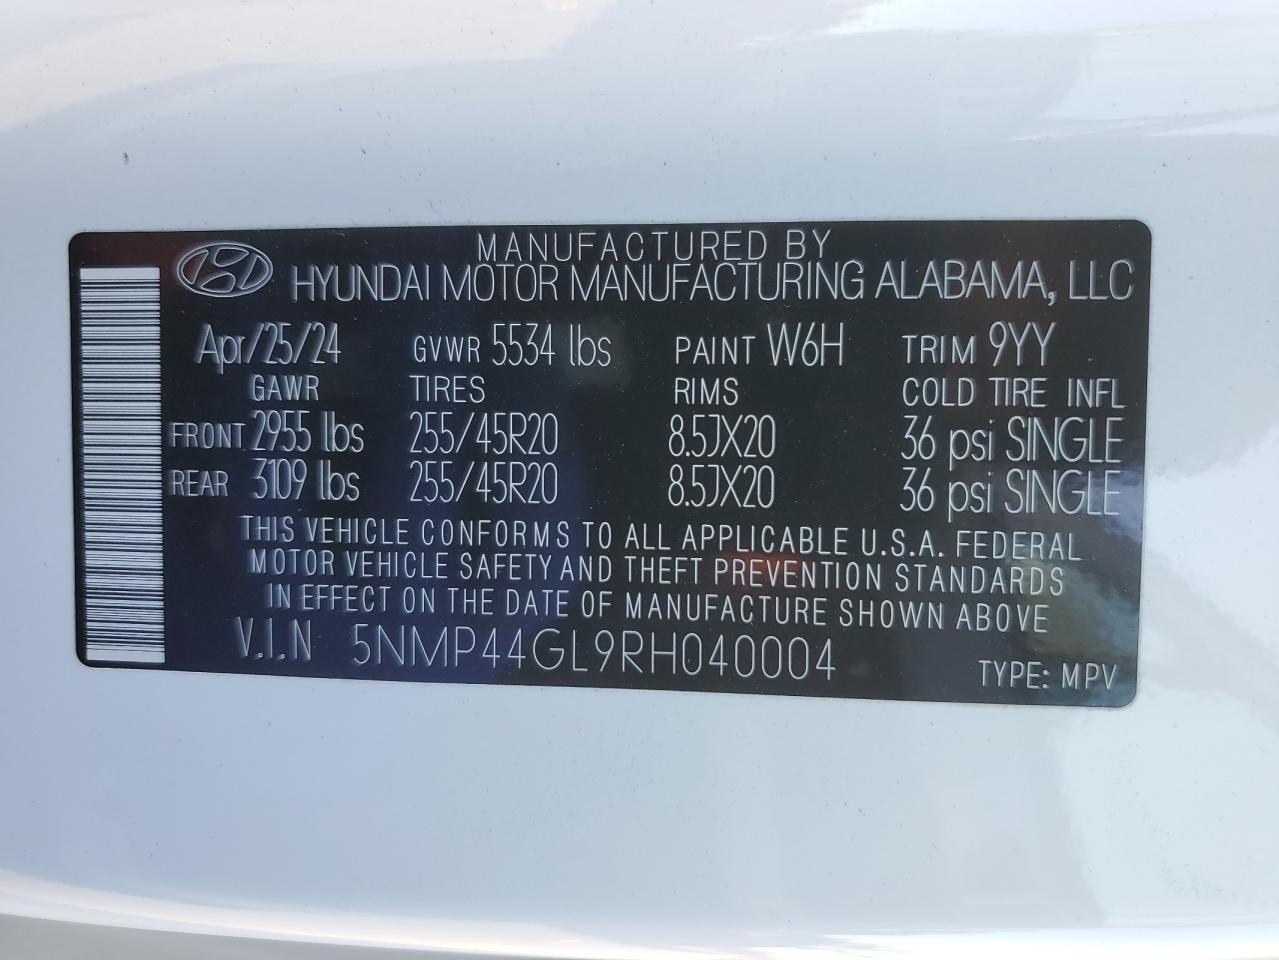 MANUFACTURED BY
HYUNDAI MOTOR MANUFACTURING ALABAMA, LLC
Apr/25/24 GVWR 5534 lbs PAINT W6H TRIM 9YY
GAWR TIRES RIMS COLD TIRE INFL
FRONT 2955 lbs 255/45R20 8.5JX20 36 psi SINGLE
REAR 3109 lbs 255/45R20 8.5JX20 36 psi SINGLE
THIS VEHICLE CONFORMS TO ALL APPLICABLE U.S.A. FEDERAL
MOTOR VEHICLE SAFETY AND THEFT PREVENTION STANDARDS
IN EFFECT ON THE DATE OF MANUFACTURE SHOWN ABOVE
V.I.N 5NMP44GL9RH040004
TYPE: MPV